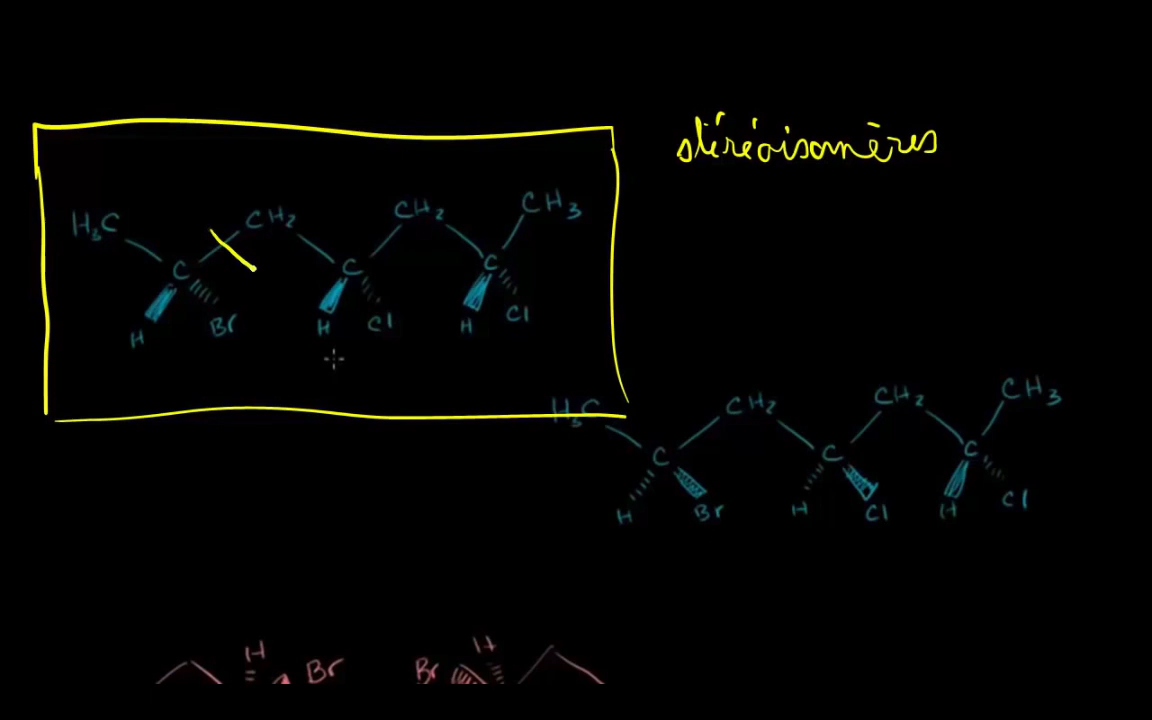 stéréoisomères
H₃C CH₂ CH₂ CH₃
C C C
H Br H Cl H Cl
H₃C CH₂ CH₂ CH₃
C C C
H Br H Cl H Cl
H Br Br H